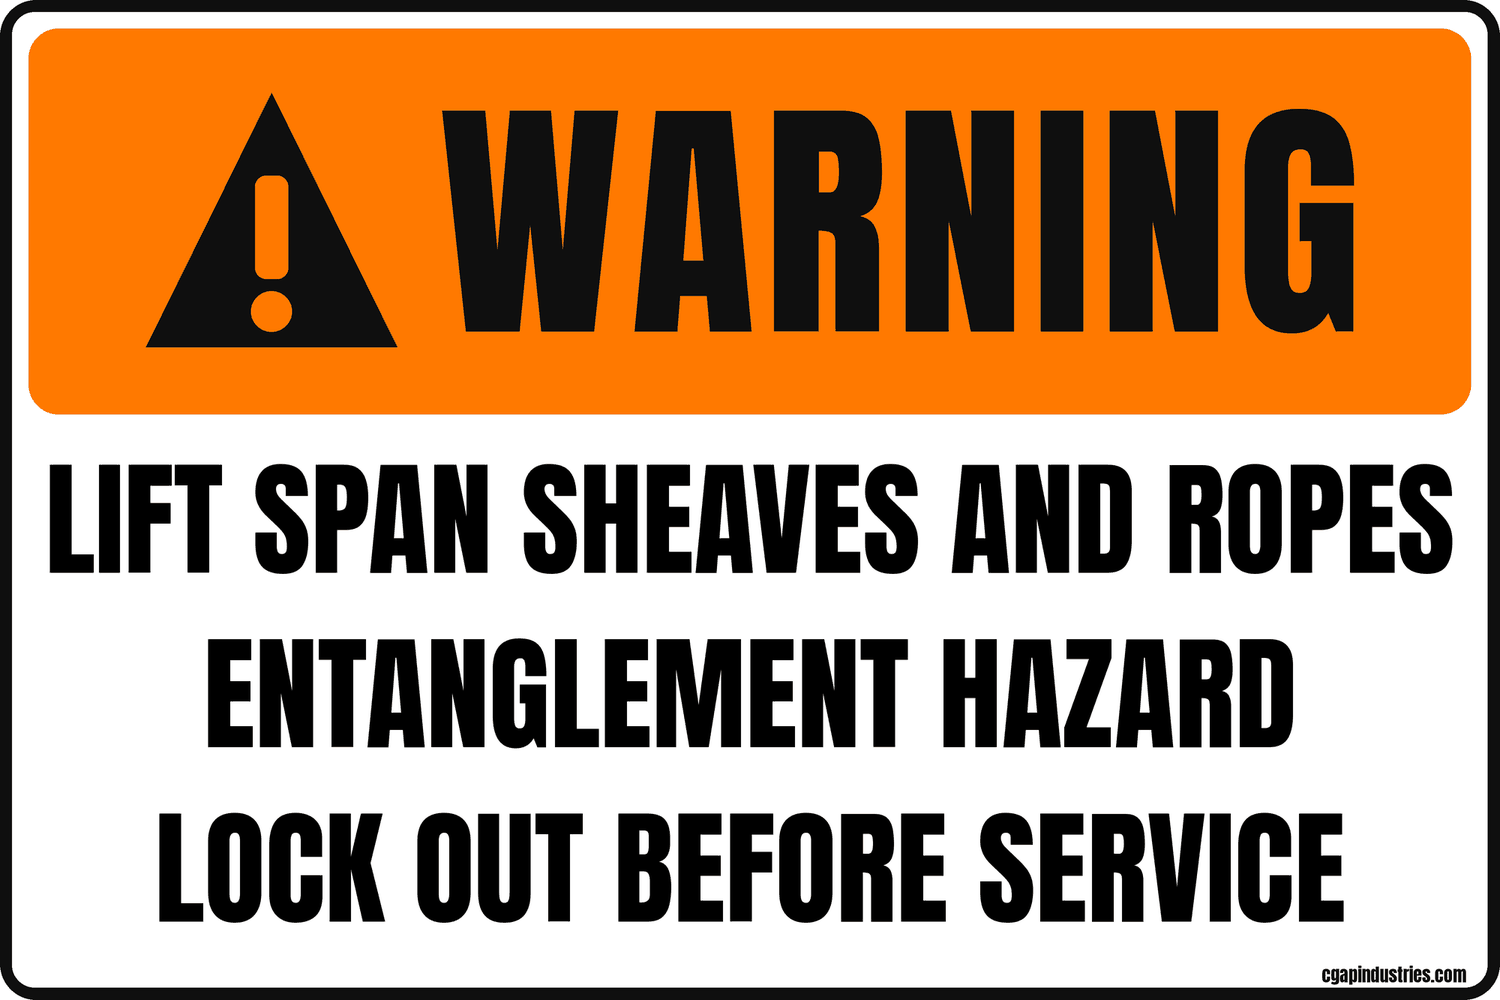 WARNING
LIFT SPAN SHEAVES AND ROPES
ENTANGLEMENT HAZARD
LOCK OUT BEFORE SERVICE
cgapindustries.com